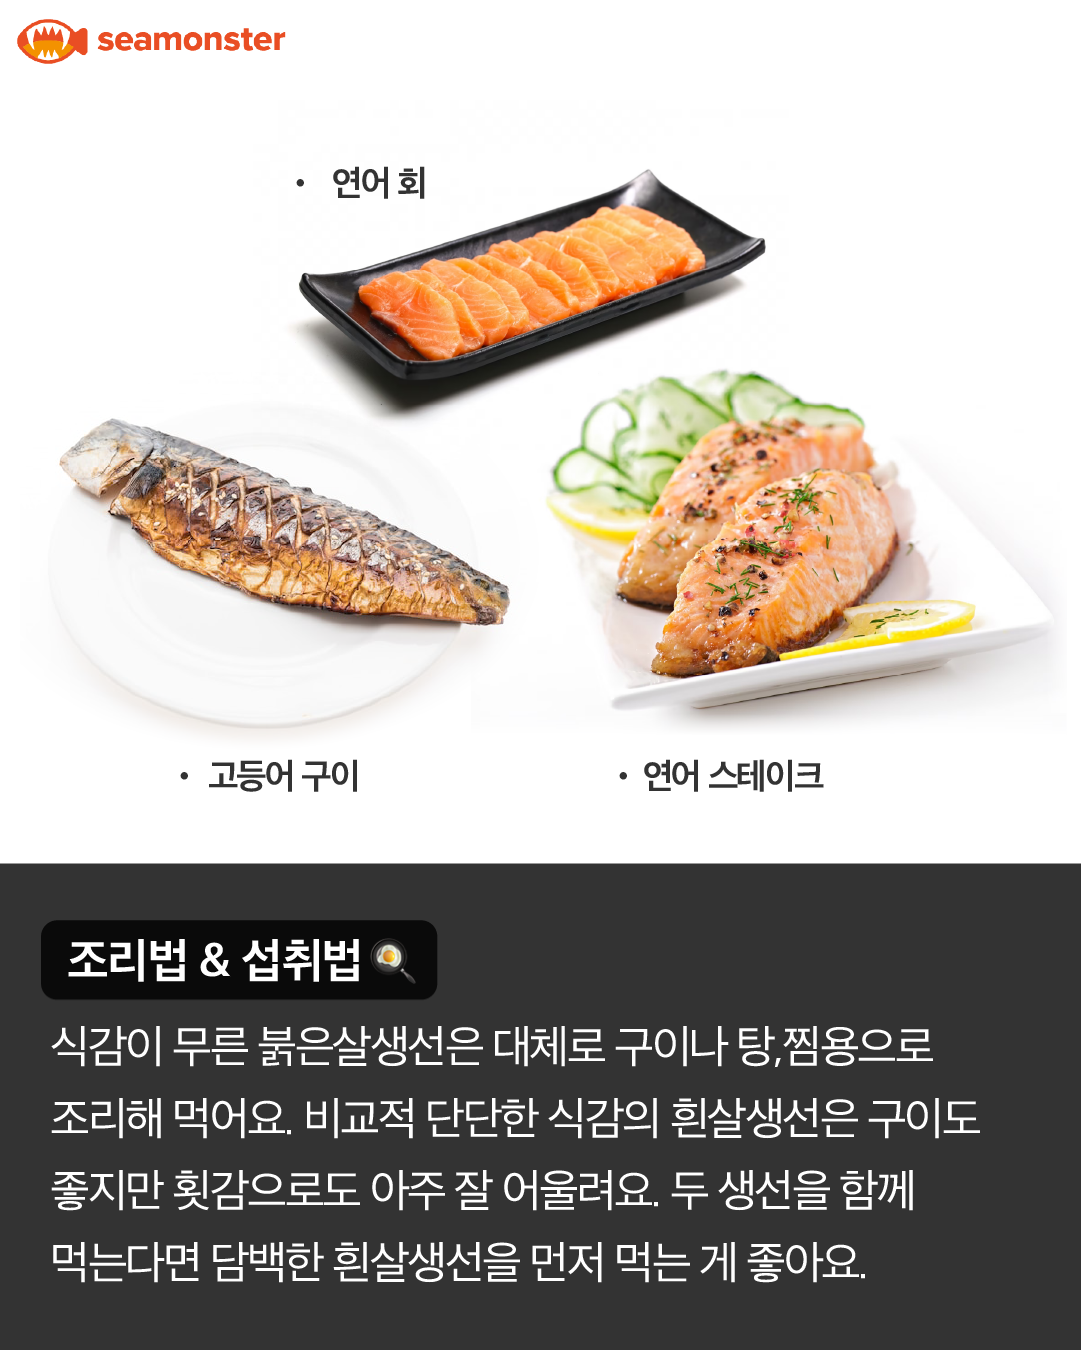 seamonster
• 연어 회
• 고등어 구이
• 연어 스테이크
조리법 & 섭취법
식감이 무른 붉은살생선은 대체로 구이나 탕,찜용으로
조리해 먹어요. 비교적 단단한 식감의 흰살생선은 구이도
좋지만 횟감으로도 아주 잘 어울려요. 두 생선을 함께
먹는다면 담백한 흰살생선을 먼저 먹는 게 좋아요.